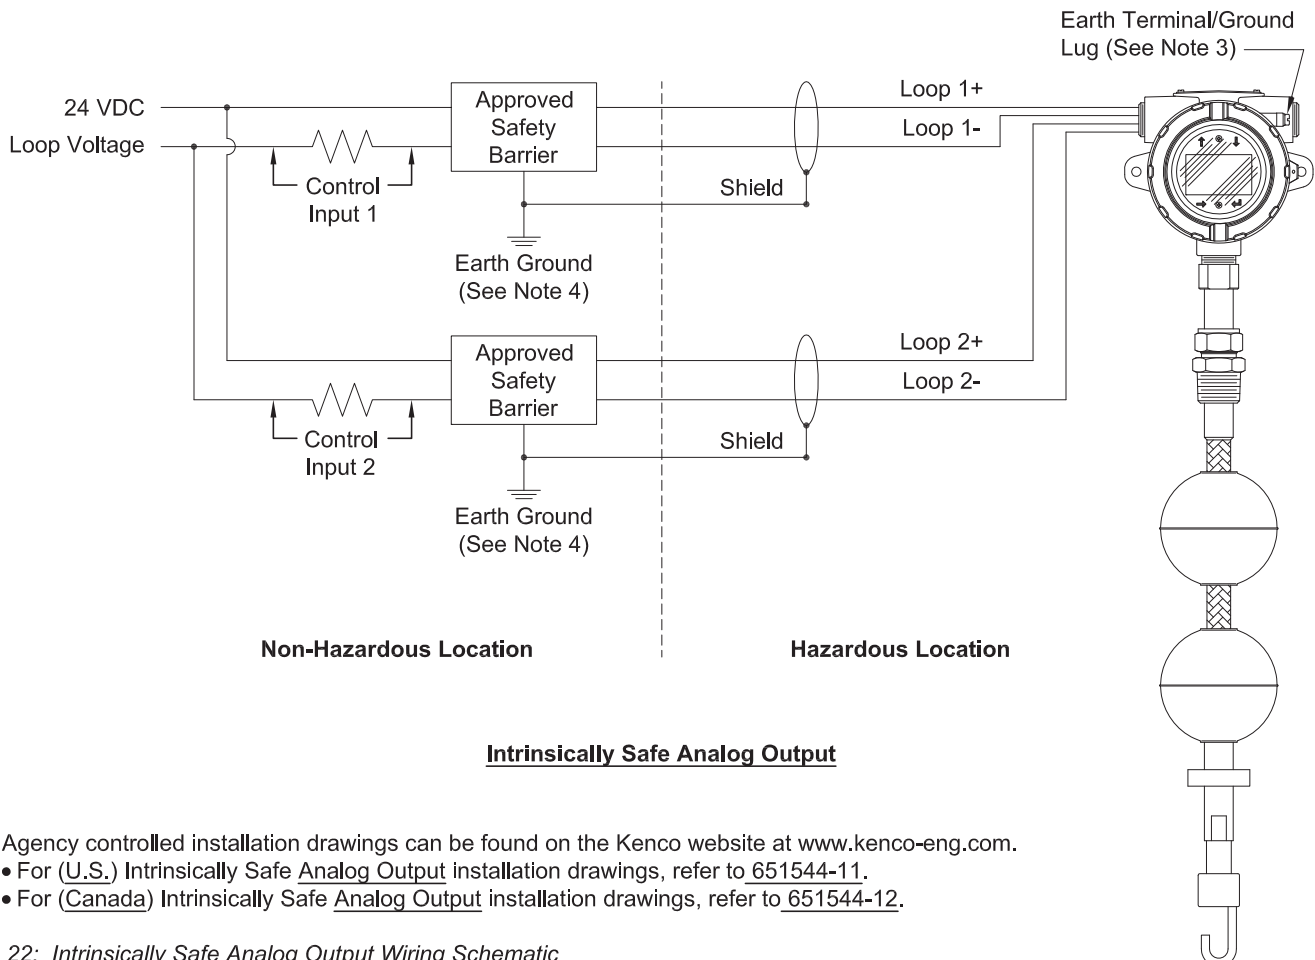 Earth Terminal/Ground
Lug (See Note 3)
24 VDC
Loop Voltage
Approved
Safety
Barrier
Loop 1+
Loop 1-
Control
Input 1
Shield
Earth Ground
(See Note 4)
Approved
Safety
Barrier
Loop 2+
Loop 2-
Control
Input 2
Shield
Earth Ground
(See Note 4)
Non-Hazardous Location
Hazardous Location
Intrinsically Safe Analog Output
Agency controlled installation drawings can be found on the Kenco website at www.kenco-eng.com.
• For (U.S.) Intrinsically Safe Analog Output installation drawings, refer to 651544-11.
• For (Canada) Intrinsically Safe Analog Output installation drawings, refer to 651544-12.
22: Intrinsically Safe Analog Output Wiring Schematic